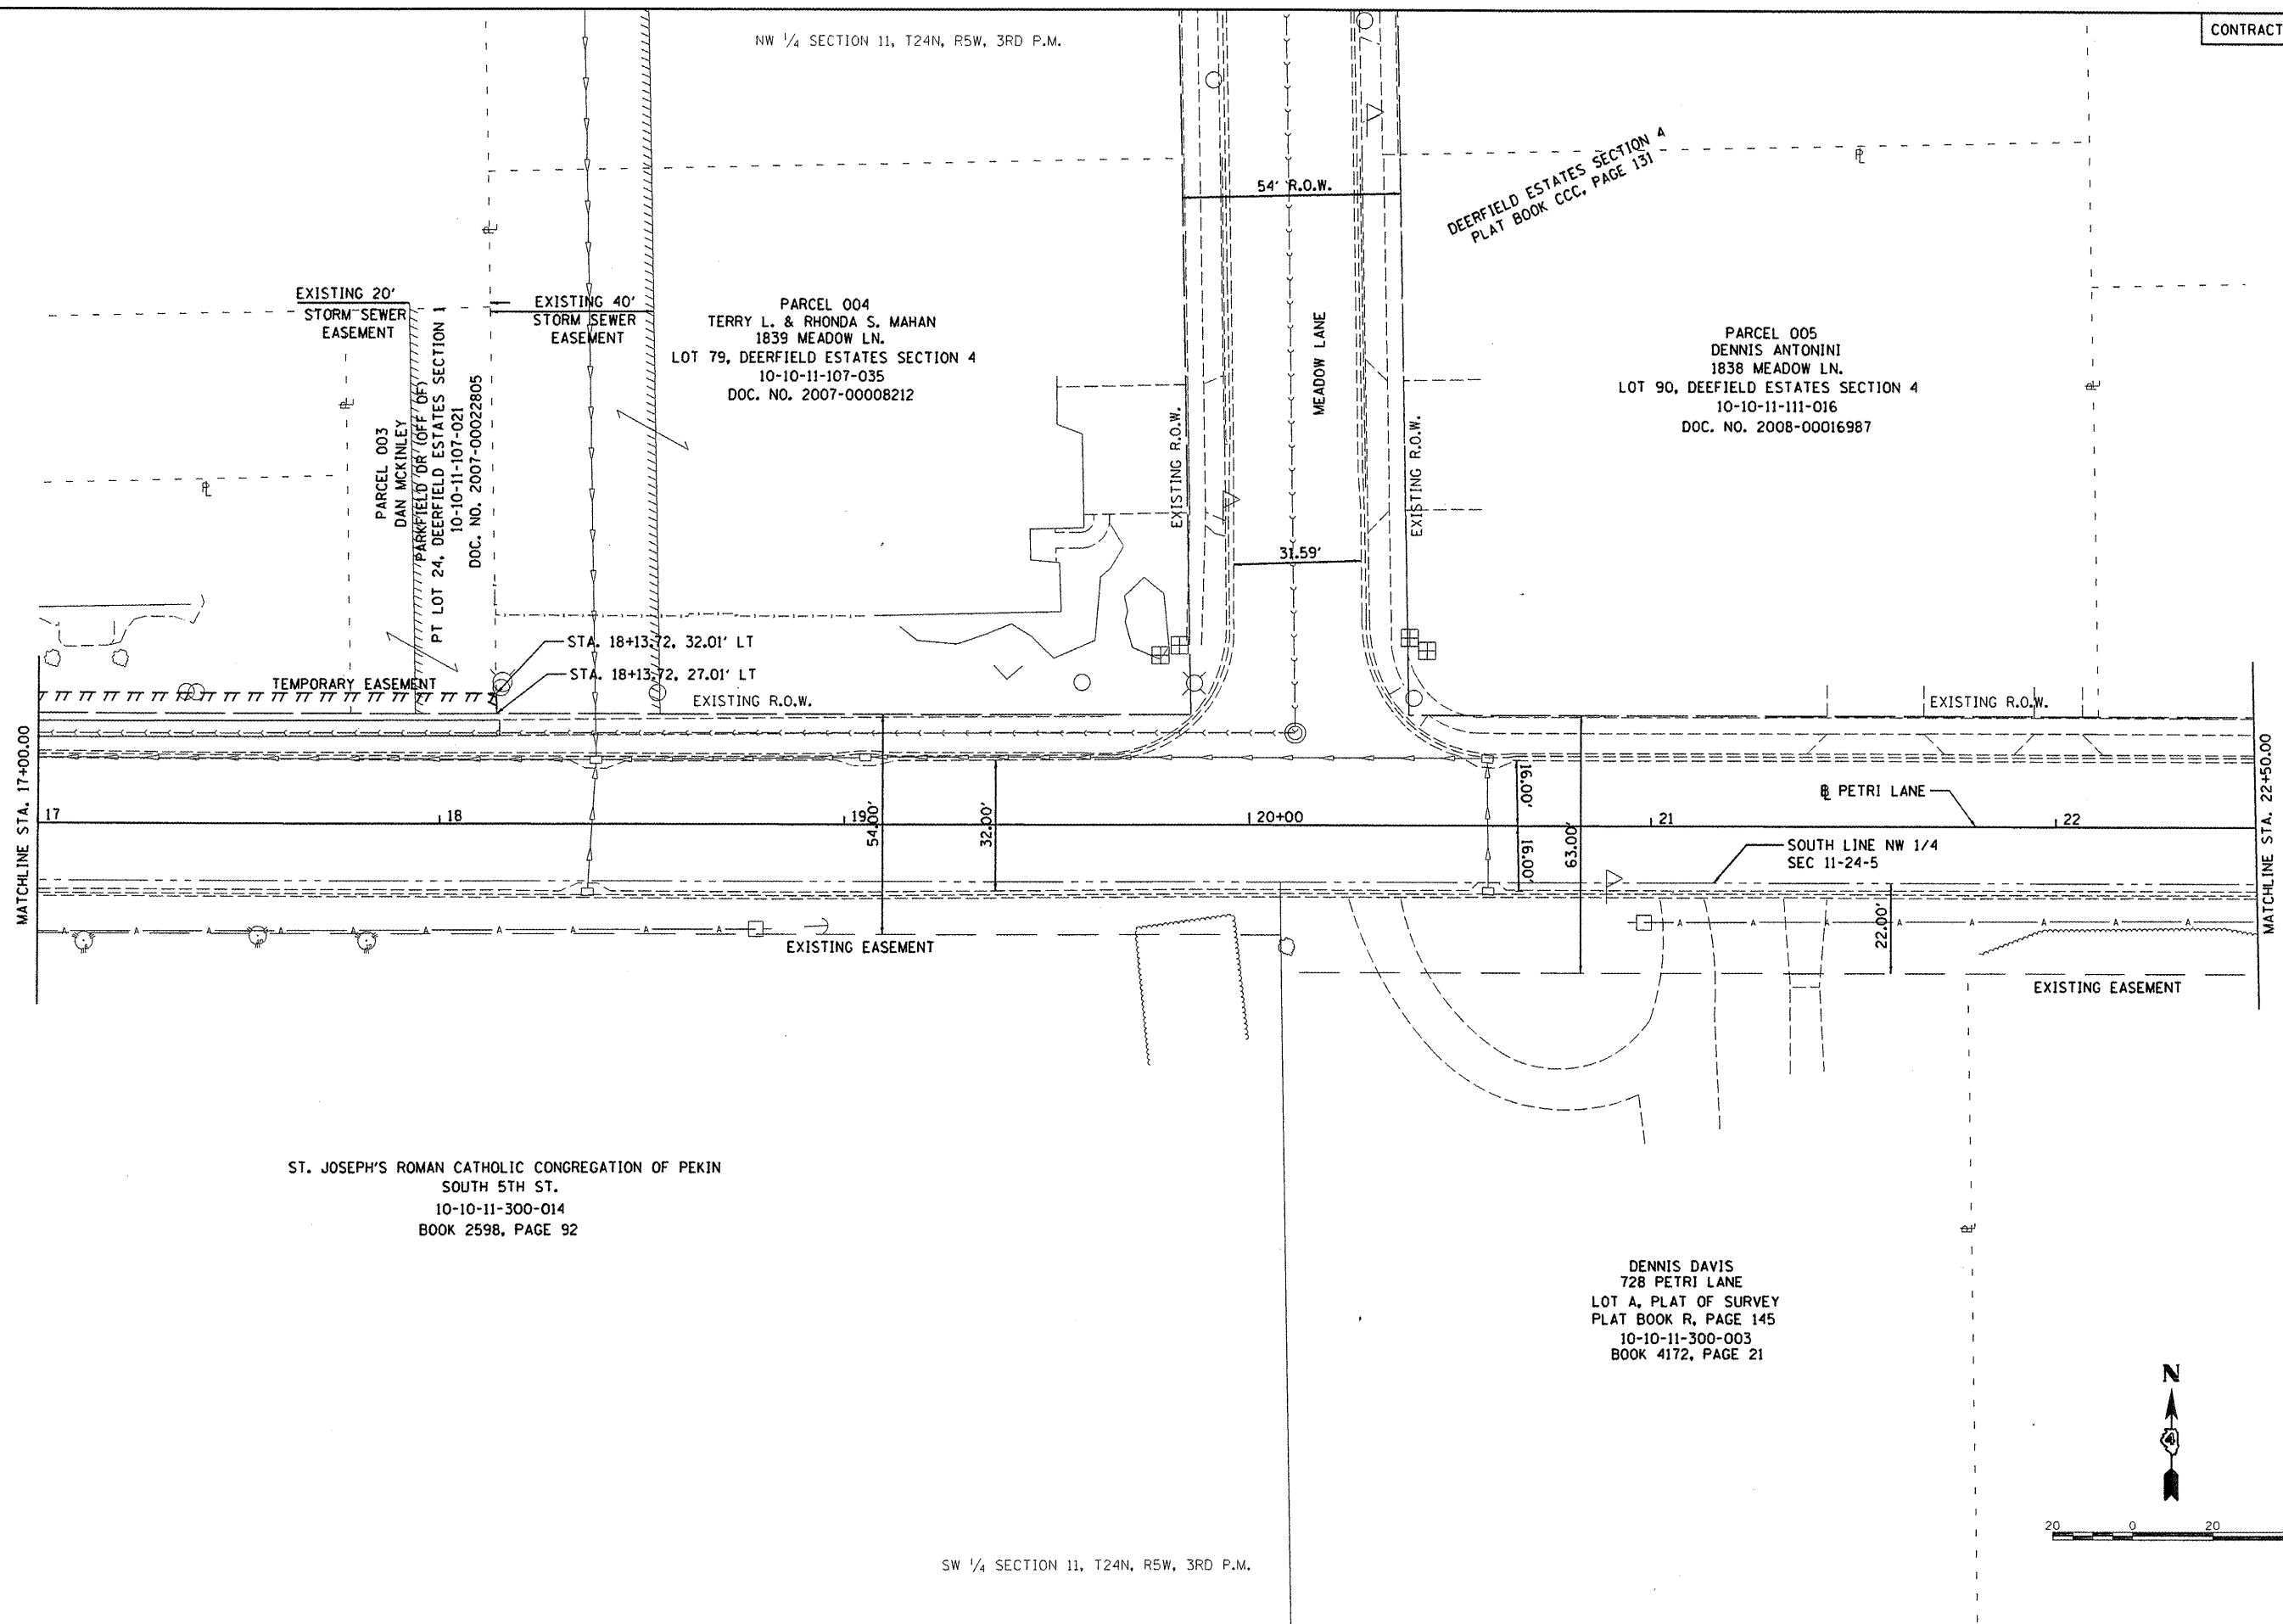 CONTRACT
NW 1/4 SECTION 11, T24N, R5W, 3RD P.M.
DEERFIELD ESTATES SECTION 4
PLAT BOOK CCC, PAGE 131
54' R.O.W.
EXISTING 20'
STORM SEWER
EASEMENT
EXISTING 40'
STORM SEWER
EASEMENT
PARCEL 003
DAN MCKINLEY
PARKFIELD DR (OFF OF)
PT LOT 24, DEERFIELD ESTATES SECTION 1
10-10-11-107-021
DOC. NO. 2007-00022805
PARCEL 004
TERRY L. & RHONDA S. MAHAN
1839 MEADOW LN.
LOT 79, DEERFIELD ESTATES SECTION 4
10-10-11-107-035
DOC. NO. 2007-00008212
MEADOW LANE
EXISTING R.O.W.
EXISTING R.O.W.
31.59'
PARCEL 005
DENNIS ANTONINI
1838 MEADOW LN.
LOT 90, DEEFIELD ESTATES SECTION 4
10-10-11-111-016
DOC. NO. 2008-00016987
STA. 18+13.72, 32.01' LT
STA. 18+13.72, 27.01' LT
TEMPORARY EASEMENT
EXISTING R.O.W.
EXISTING R.O.W.
MATCHLINE STA. 17+00.00
17
18
19
20+00
21
22
54.00'
32.00'
16.00'
16.00'
63.00'
22.00'
PETRI LANE
SOUTH LINE NW 1/4
SEC 11-24-5
MATCHLINE STA. 22+50.00
A A A A A A A A A
A A A A A A A A
EXISTING EASEMENT
EXISTING EASEMENT
ST. JOSEPH'S ROMAN CATHOLIC CONGREGATION OF PEKIN
SOUTH 5TH ST.
10-10-11-300-014
BOOK 2598, PAGE 92
DENNIS DAVIS
728 PETRI LANE
LOT A, PLAT OF SURVEY
PLAT BOOK R, PAGE 145
10-10-11-300-003
BOOK 4172, PAGE 21
N
4
20 0 20
SW 1/4 SECTION 11, T24N, R5W, 3RD P.M.